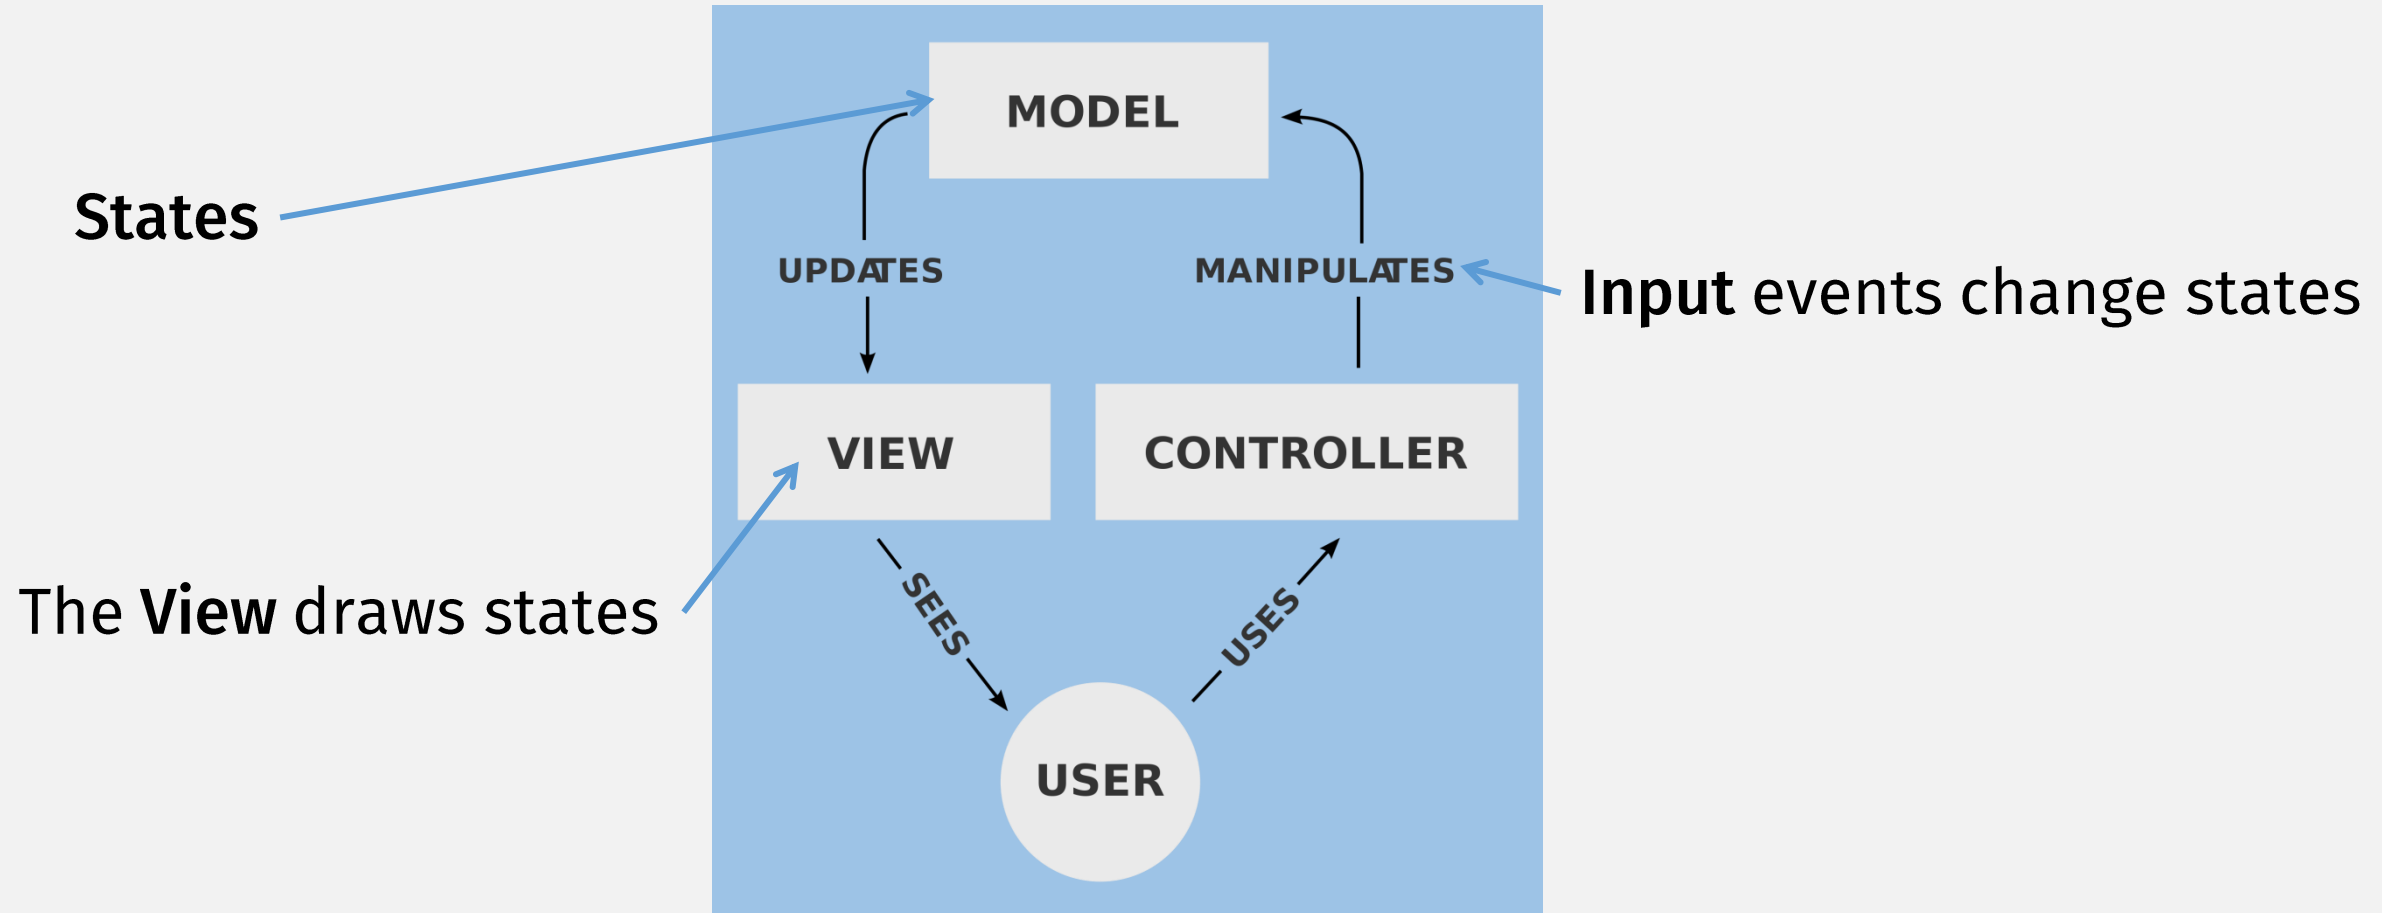 MODEL
States
UPDATES
MANIPULATES
Input events change states
VIEW
CONTROLLER
The View draws states
SEES
USES
USER